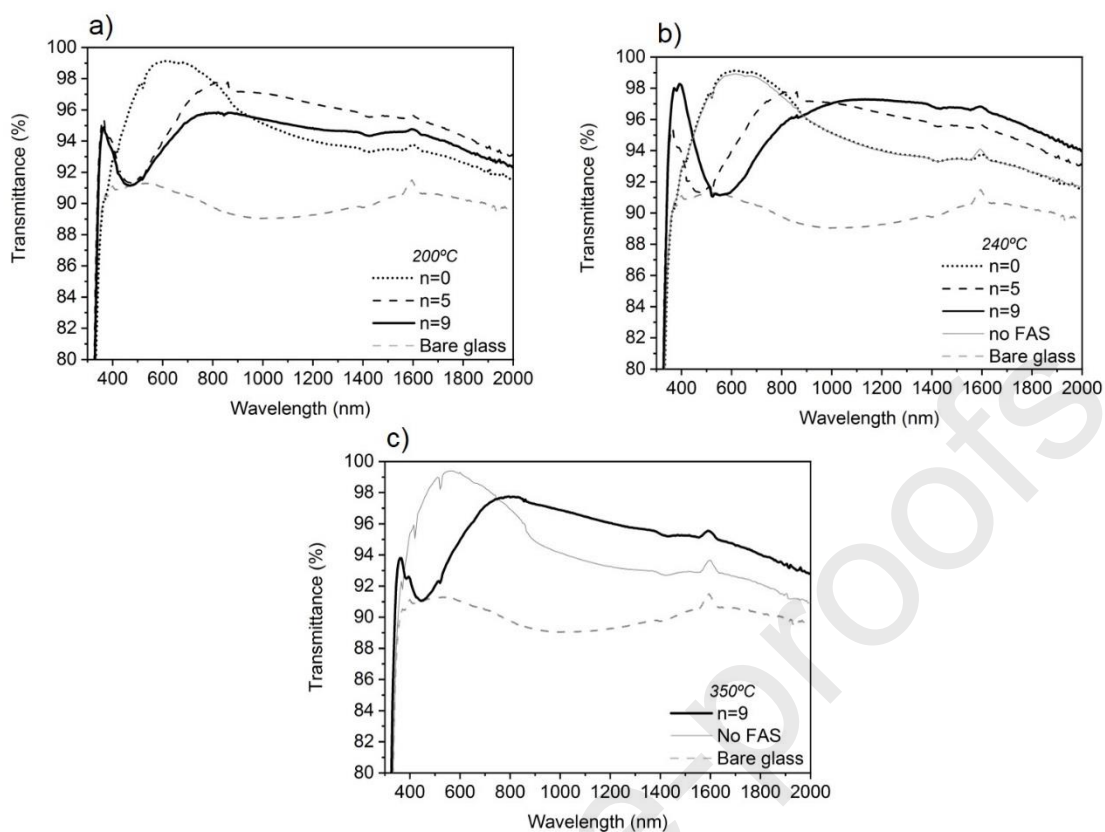 a)
Transmittance (%)
100
98
96
94
92
90
88
86
84
82
80
200ºC
n=0
n=5
n=9
Bare glass
400 600 800 1000 1200 1400 1600 1800 2000
Wavelength (nm)
b)
Transmittance (%)
100
98
96
94
92
90
88
86
84
82
80
240ºC
n=0
n=5
n=9
no FAS
Bare glass
400 600 800 1000 1200 1400 1600 1800 2000
Wavelength (nm)
c)
Transmittance (%)
100
98
96
94
92
90
88
86
84
82
80
350ºC
n=9
No FAS
Bare glass
400 600 800 1000 1200 1400 1600 1800 2000
Wavelength (nm)
e-proofs